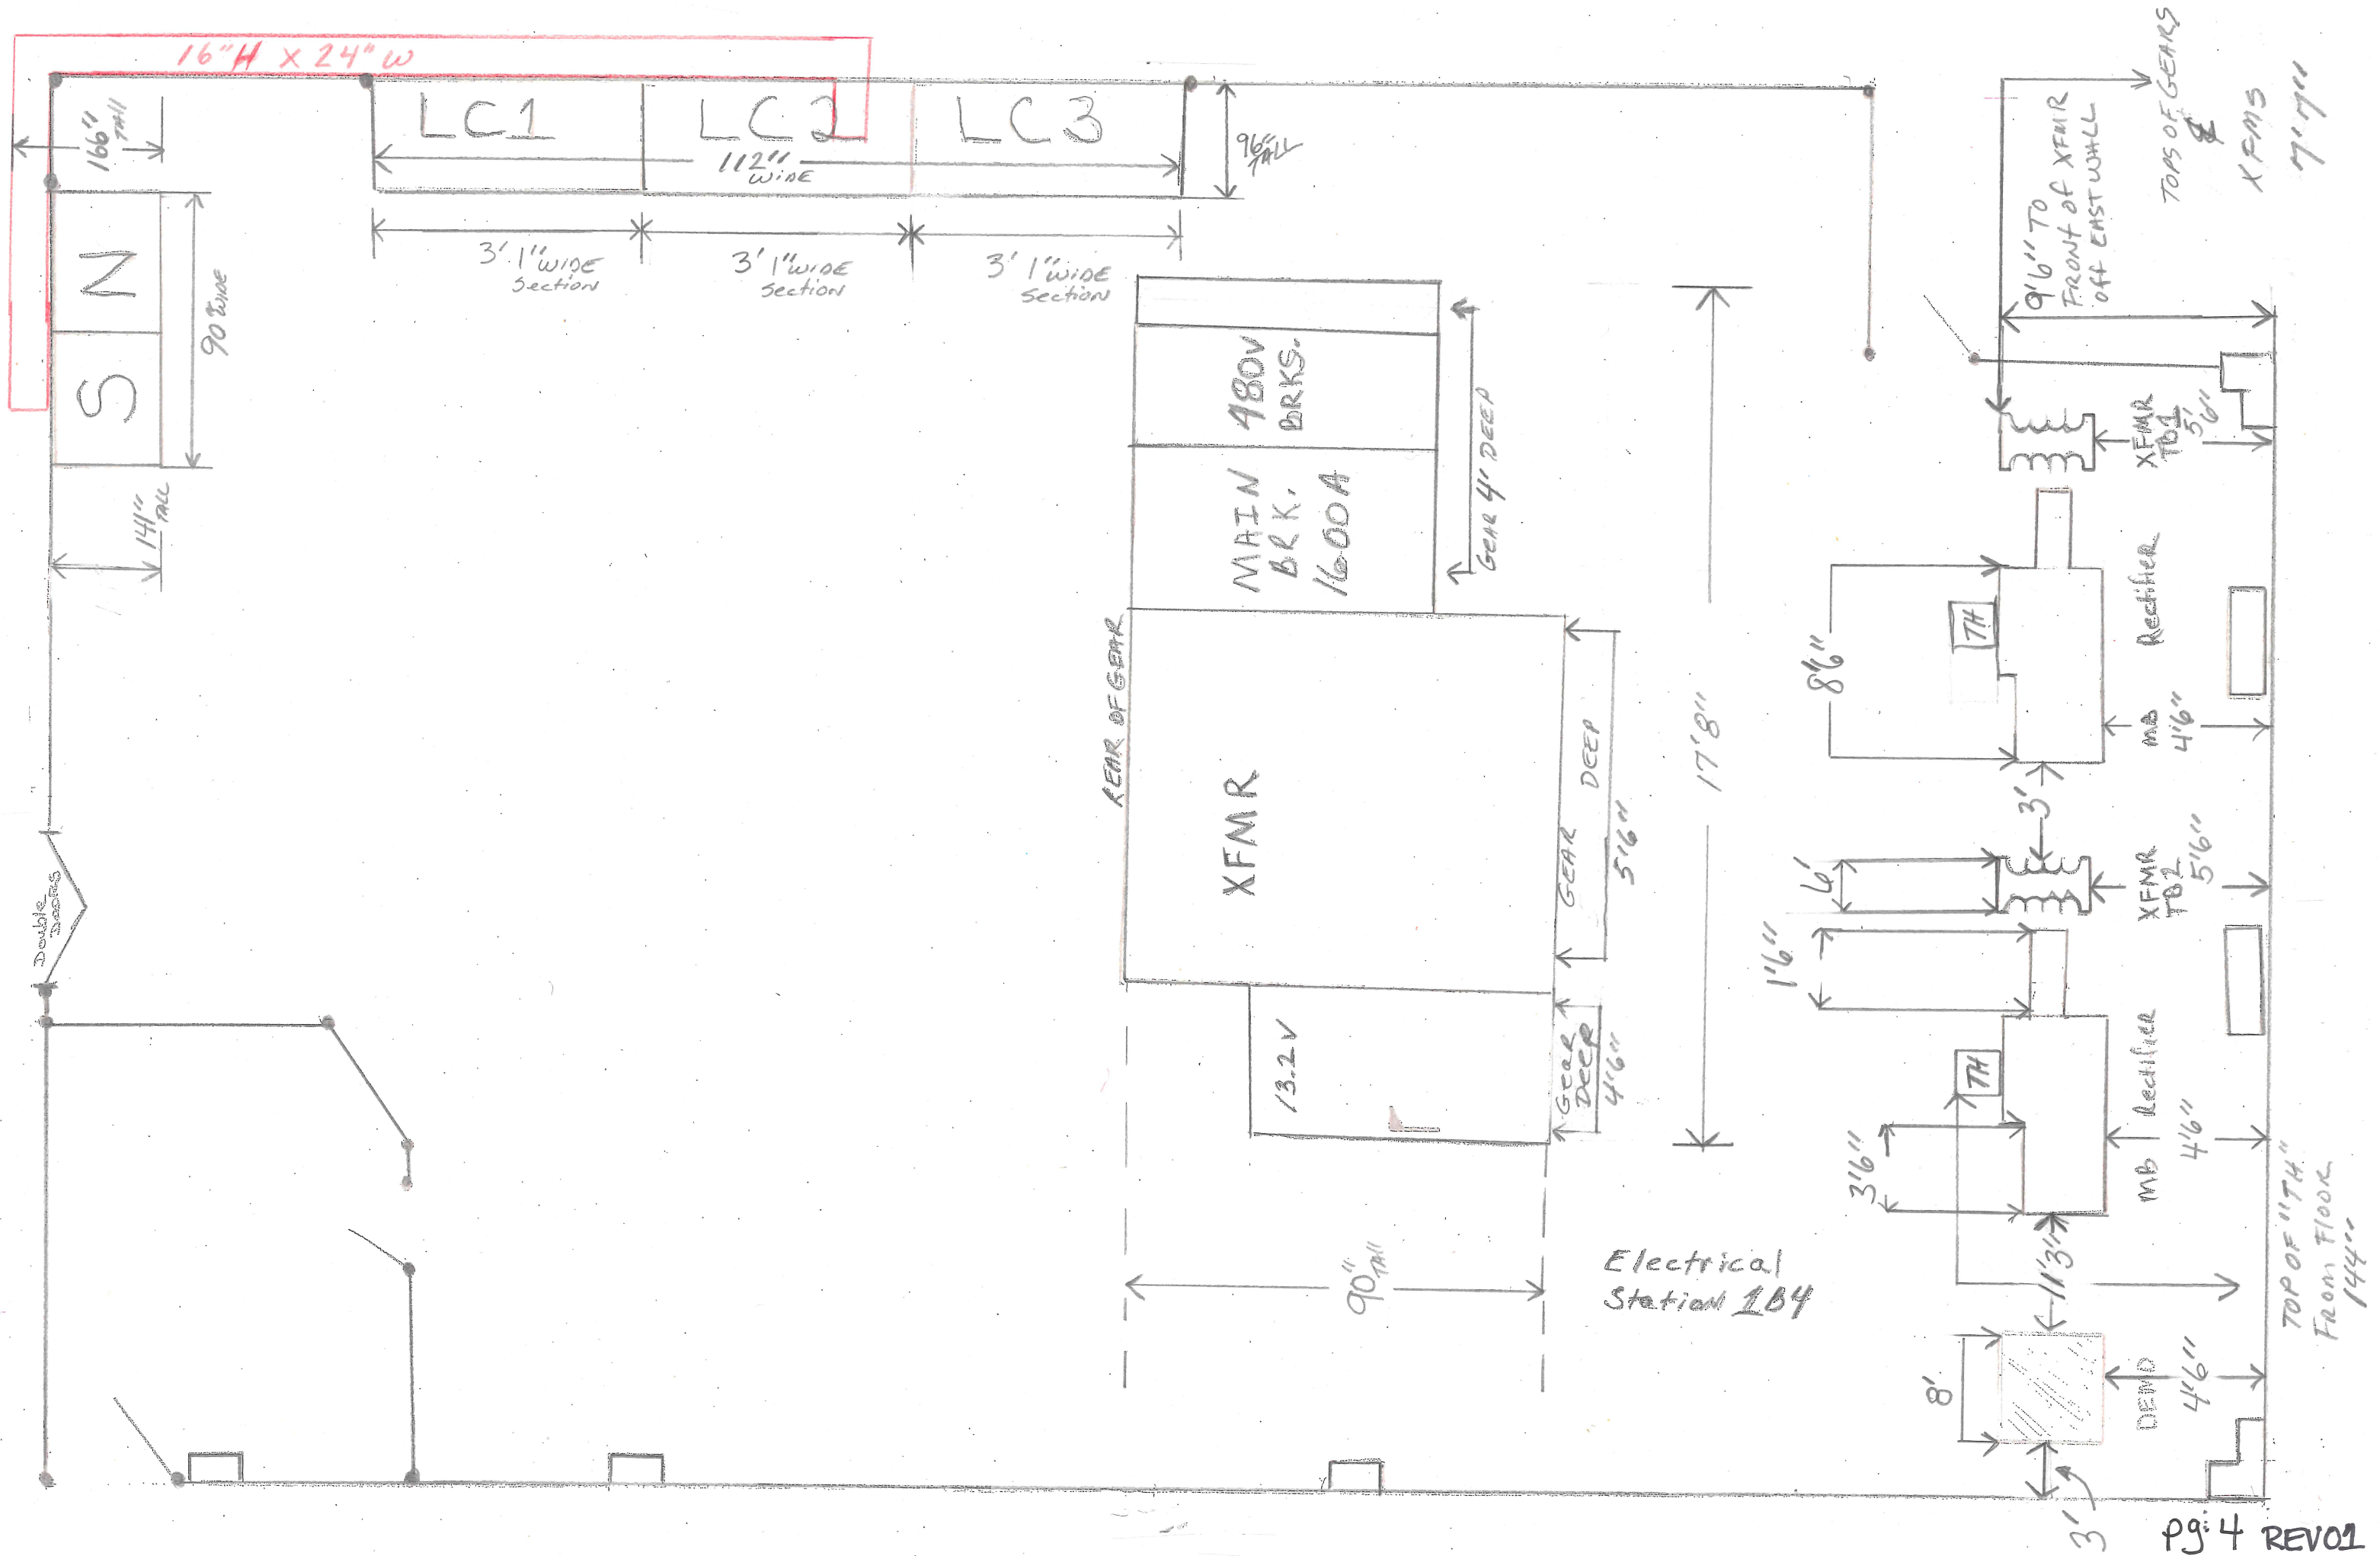 16"H X 24" W
166"
TALL
LC1
LC2
LC3
112"
WIDE
96"
TALL
3' 1" WIDE
Section
3' 1" WIDE
Section
3' 1" WIDE
Section
N
S
90" WIDE
141"
TALL
Double
DOORS
480V
BRKS.
MAIN
BRK.
1600A
GEAR 4' DEEP
REAR OF GEAR
XFMR
GEAR DEEP
5'6"
13.2V
GEAR
DEEP
4'6"
17'8"
90"
TALL
Electrical
Station 1B4
9'6" TO
FRONT OF XFMR
OFF EAST WALL
TOPS OF GEARS
&
XFMS
7'7"
XFMR
TB1
5'6"
TH
8'6"
MB Rectifier
4'6"
3'
6'
XFMR
TB2
5'6"
1'6"
TH
3'6"
MB Rectifier
4'6"
11'3"
8'
DEMO
4'6"
3'
TOP OF "TH"
FROM FLOOR
144"
pg: 4 REV01